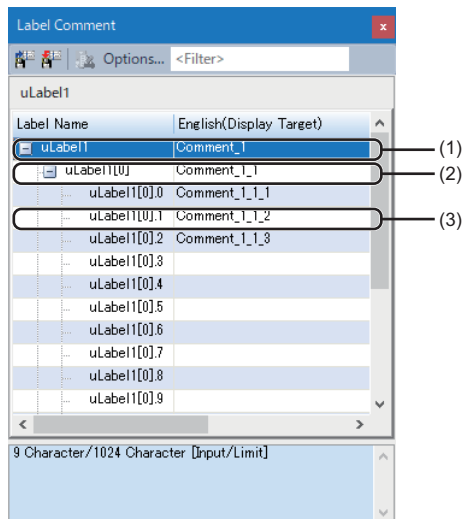 Label Comment
x
Options... <Filter>
uLabel1
Label Name English(Display Target)
uLabel1 Comment_1 (1)
uLabel1[0] Comment_1_1 (2)
uLabel1[0].0 Comment_1_1_1
uLabel1[0].1 Comment_1_1_2 (3)
uLabel1[0].2 Comment_1_1_3
uLabel1[0].3
uLabel1[0].4
uLabel1[0].5
uLabel1[0].6
uLabel1[0].7
uLabel1[0].8
uLabel1[0].9
9 Character/1024 Character [Input/Limit]